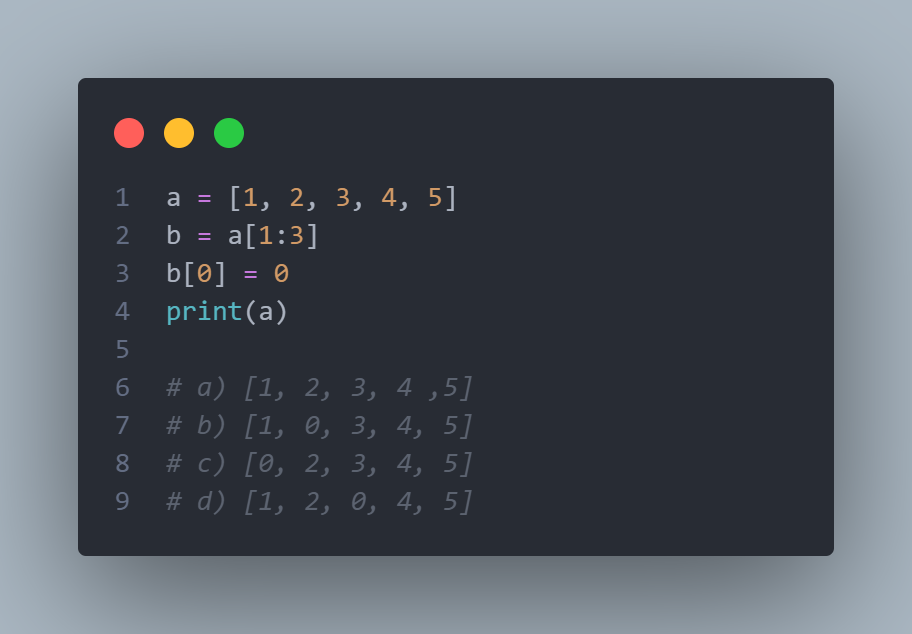 1 a = [1, 2, 3, 4, 5]
2 b = a[1:3]
3 b[0] = 0
4 print(a)
5
6 # a) [1, 2, 3, 4 ,5]
7 # b) [1, 0, 3, 4, 5]
8 # c) [0, 2, 3, 4, 5]
9 # d) [1, 2, 0, 4, 5]